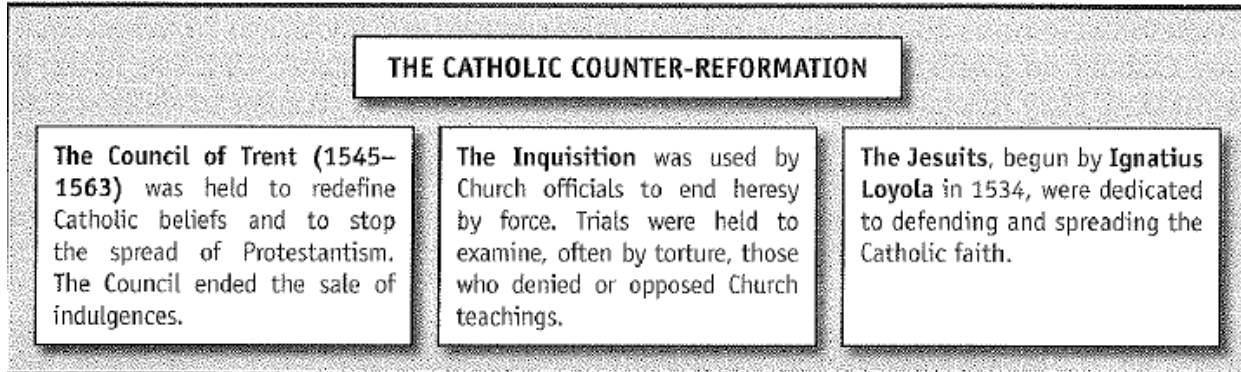 THE CATHOLIC COUNTER-REFORMATION
The Council of Trent (1545–
1563) was held to redefine
Catholic beliefs and to stop
the spread of Protestantism.
The Council ended the sale of
indulgences.
The Inquisition was used by
Church officials to end heresy
by force. Trials were held to
examine, often by torture, those
who denied or opposed Church
teachings.
The Jesuits, begun by Ignatius
Loyola in 1534, were dedicated
to defending and spreading the
Catholic faith.